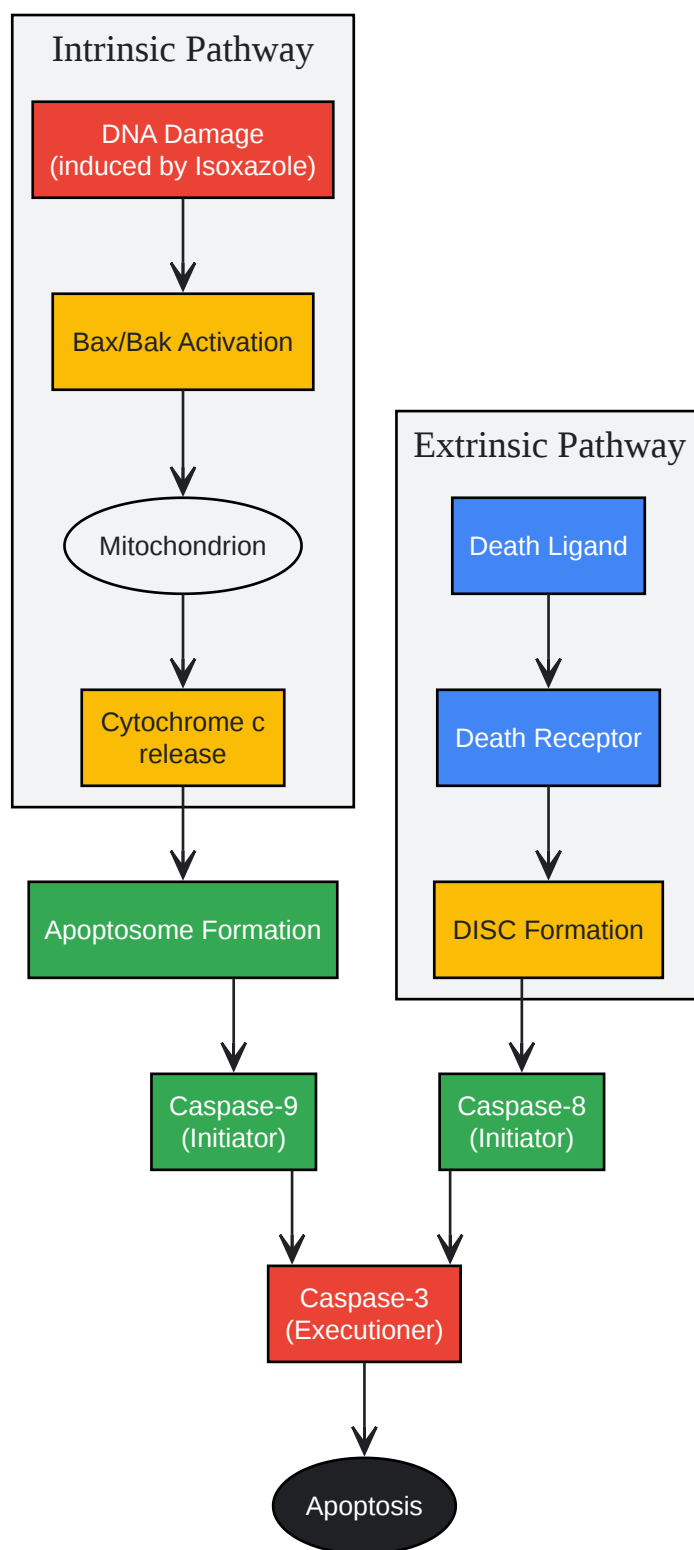 Intrinsic Pathway
DNA Damage
(induced by Isoxazole)
Bax/Bak Activation
Mitochondrion
Cytochrome c
release
Extrinsic Pathway
Death Ligand
Death Receptor
DISC Formation
Apoptosome Formation
Caspase-9
(Initiator)
Caspase-8
(Initiator)
Caspase-3
(Executioner)
Apoptosis